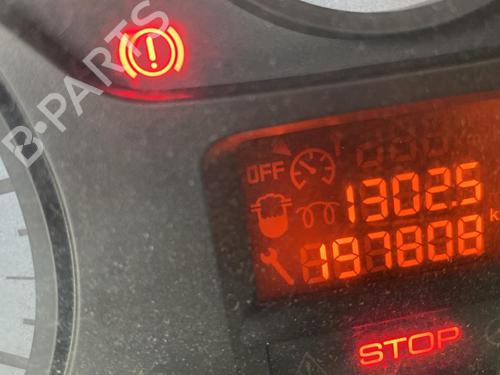 B-PARTS
OFF
1302.5
k
197808
STOP